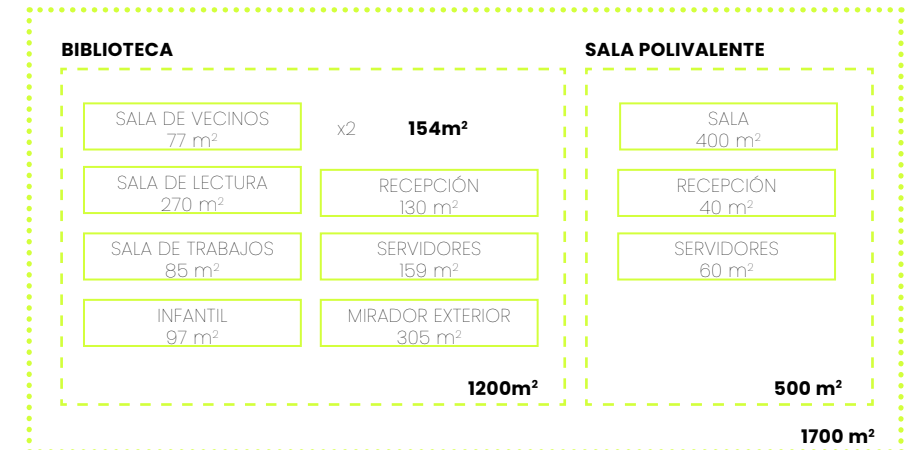 BIBLIOTECA
SALA DE VECINOS
77 m²
x2
154m²
SALA DE LECTURA
270 m²
RECEPCIÓN
130 m²
SALA DE TRABAJOS
85 m²
SERVIDORES
159 m²
INFANTIL
97 m²
MIRADOR EXTERIOR
305 m²
1200m²
SALA POLIVALENTE
SALA
400 m²
RECEPCIÓN
40 m²
SERVIDORES
60 m²
500 m²
1700 m²